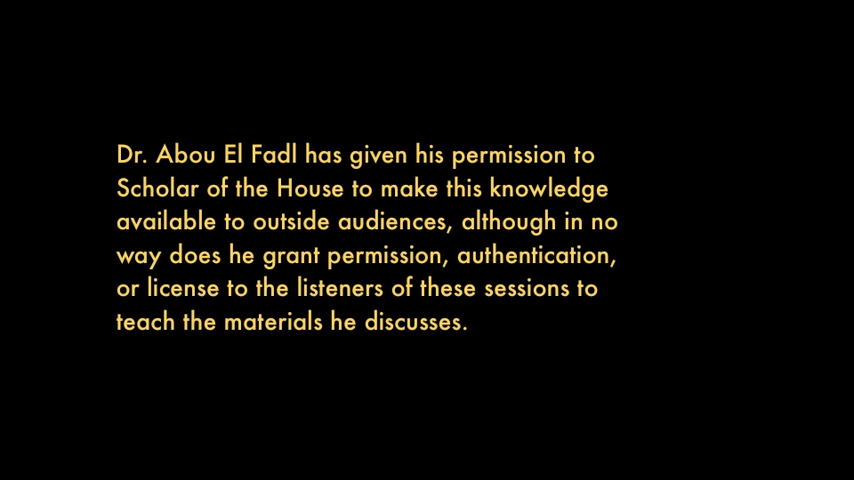 Dr. Abou El Fadl has given his permission to
Scholar of the House to make this knowledge
available to outside audiences, although in no
way does he grant permission, authentication,
or license to the listeners of these sessions to
teach the materials he discusses.